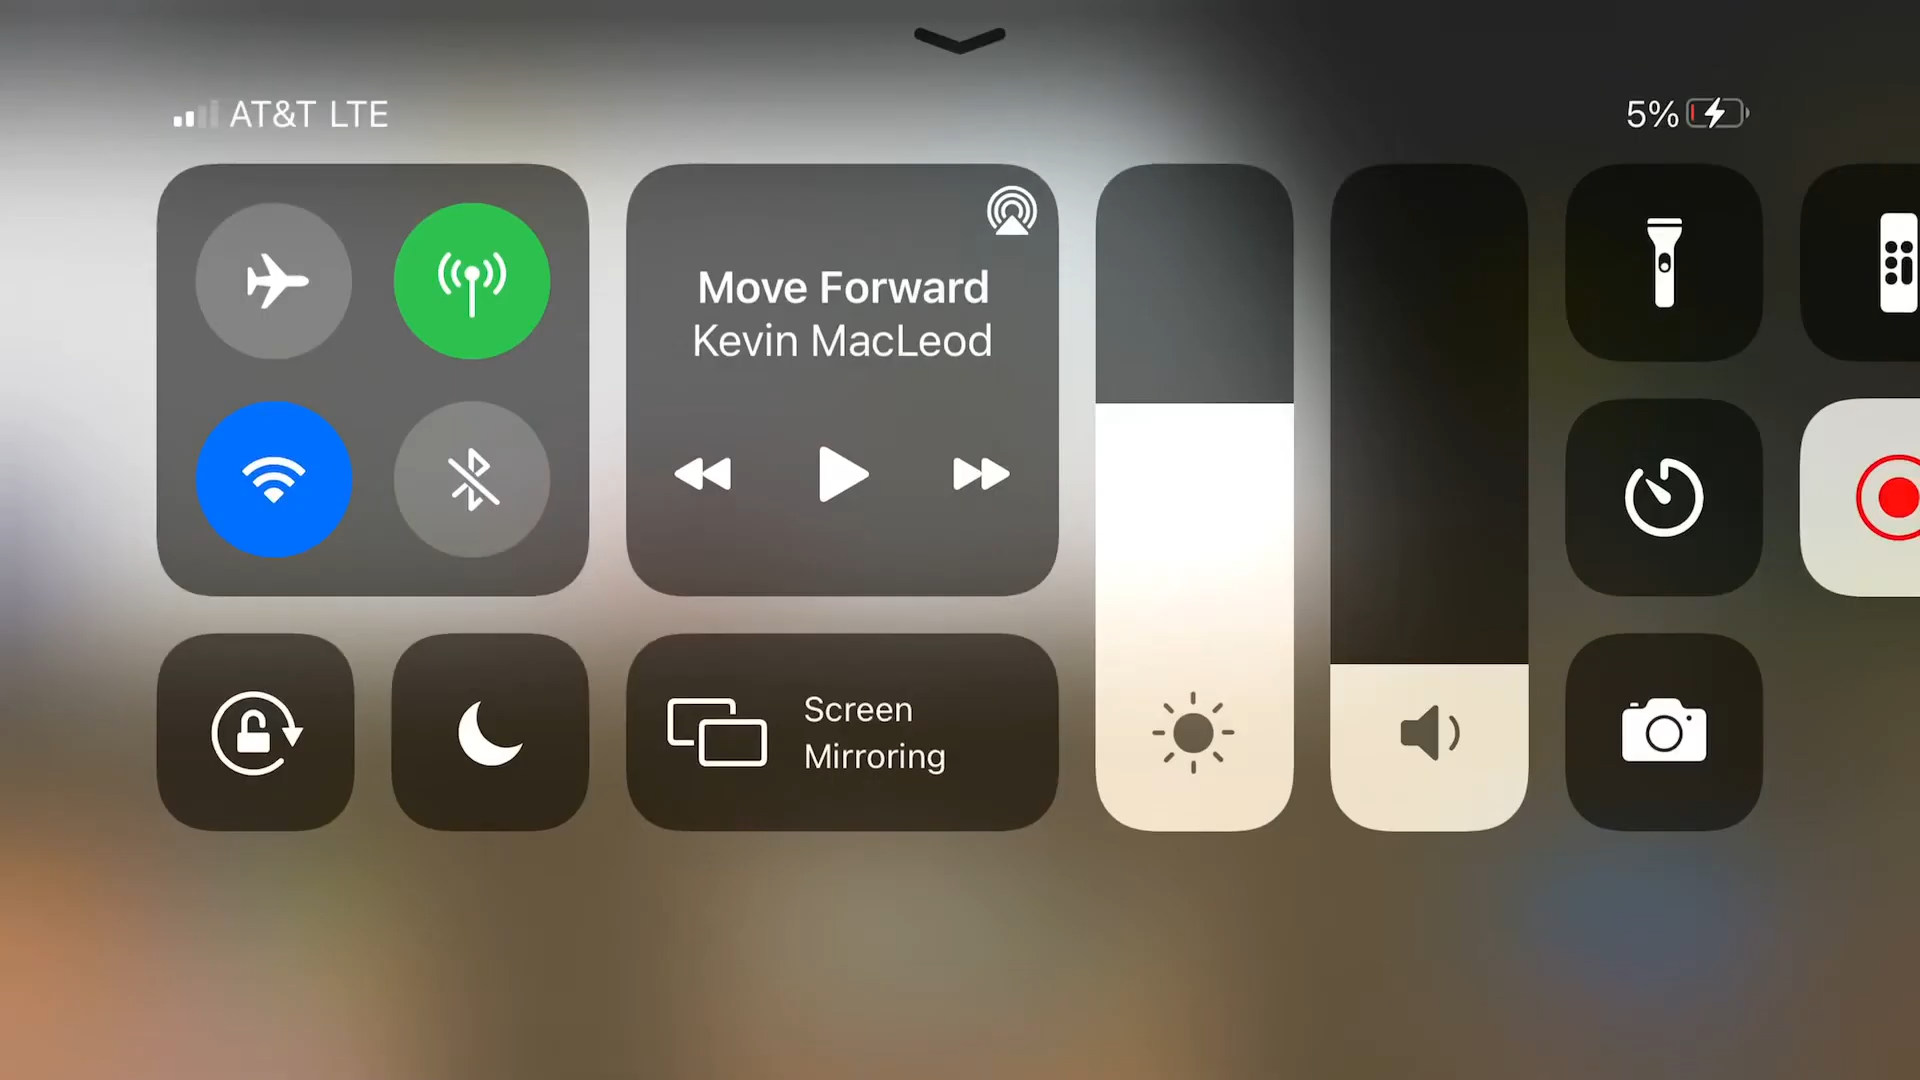 AT&T LTE
5%
Move Forward
Kevin MacLeod
Screen
Mirroring